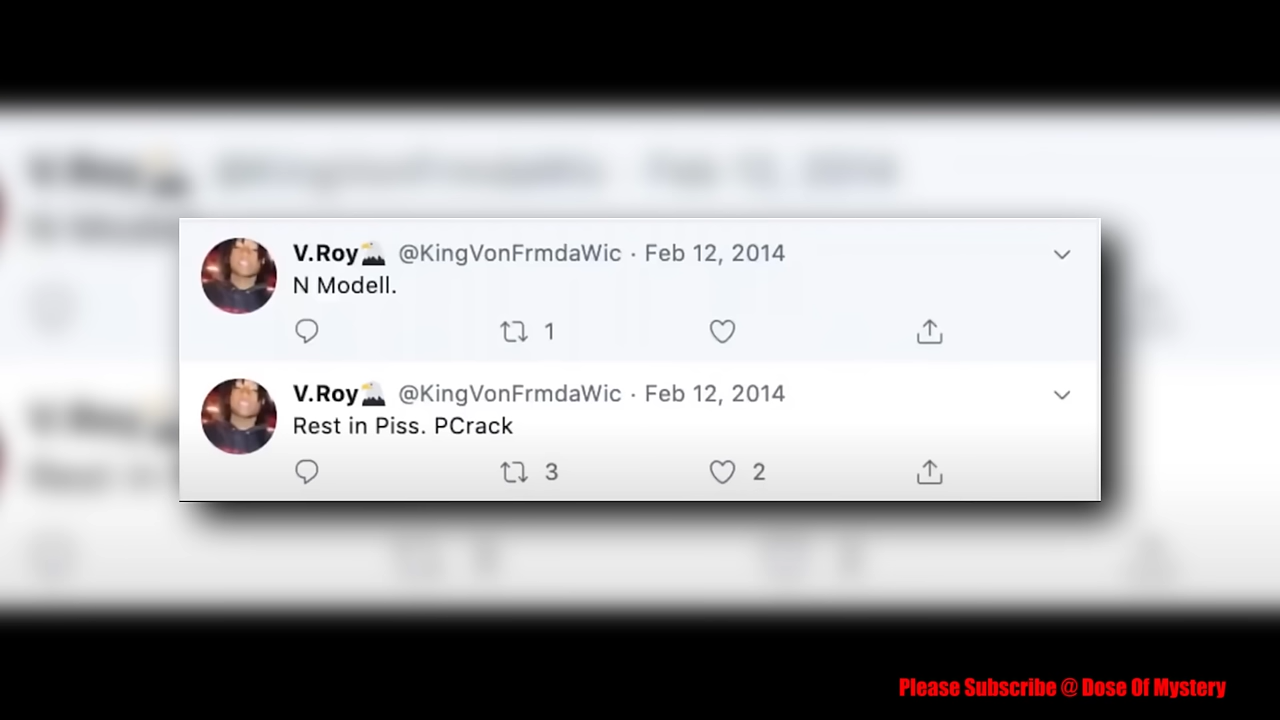 V.Roy🦅 @KingVonFrmdaWic · Feb 12, 2014
N Modell.
1
V.Roy🦅 @KingVonFrmdaWic · Feb 12, 2014
Rest in Piss. PCrack
3 2
Please Subscribe @ Dose Of Mystery